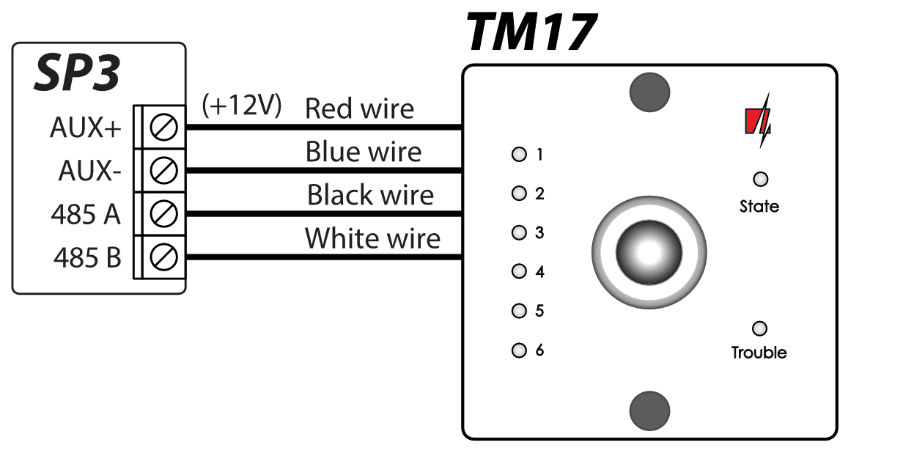 TM17
SP3
(+12V) Red wire
AUX+
Blue wire
AUX-
Black wire
485 A
White wire
485 B
1
2
3
4
5
6
State
Trouble